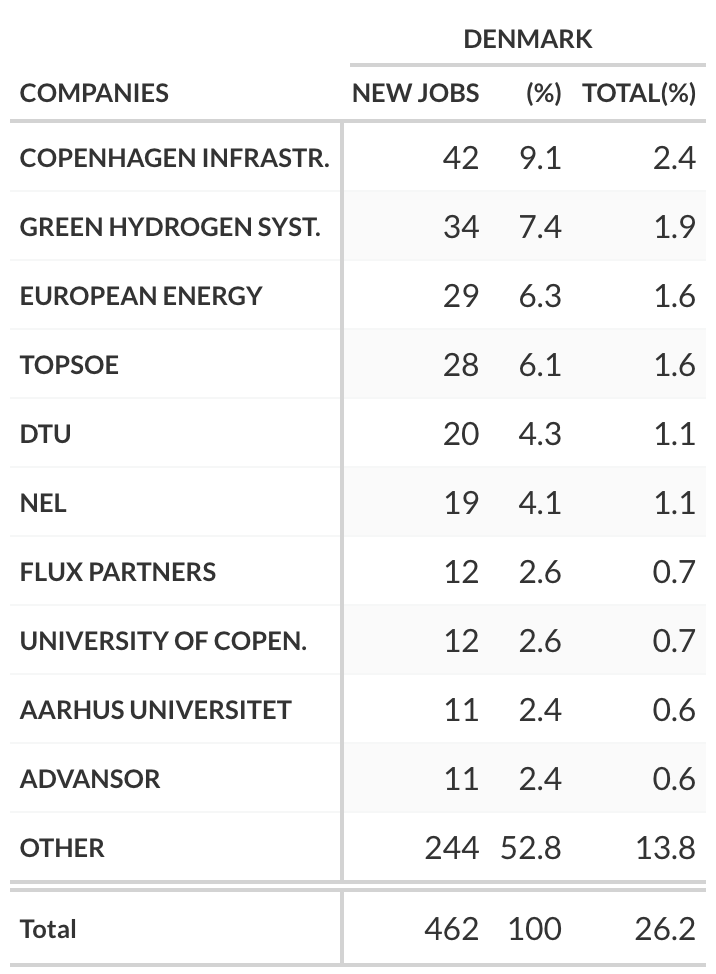 DENMARK
COMPANIES NEW JOBS (%) TOTAL(%)
COPENHAGEN INFRASTR. 42 9.1 2.4
GREEN HYDROGEN SYST. 34 7.4 1.9
EUROPEAN ENERGY 29 6.3 1.6
TOPSOE 28 6.1 1.6
DTU 20 4.3 1.1
NEL 19 4.1 1.1
FLUX PARTNERS 12 2.6 0.7
UNIVERSITY OF COPEN. 12 2.6 0.7
AARHUS UNIVERSITET 11 2.4 0.6
ADVANSOR 11 2.4 0.6
OTHER 244 52.8 13.8
Total 462 100 26.2